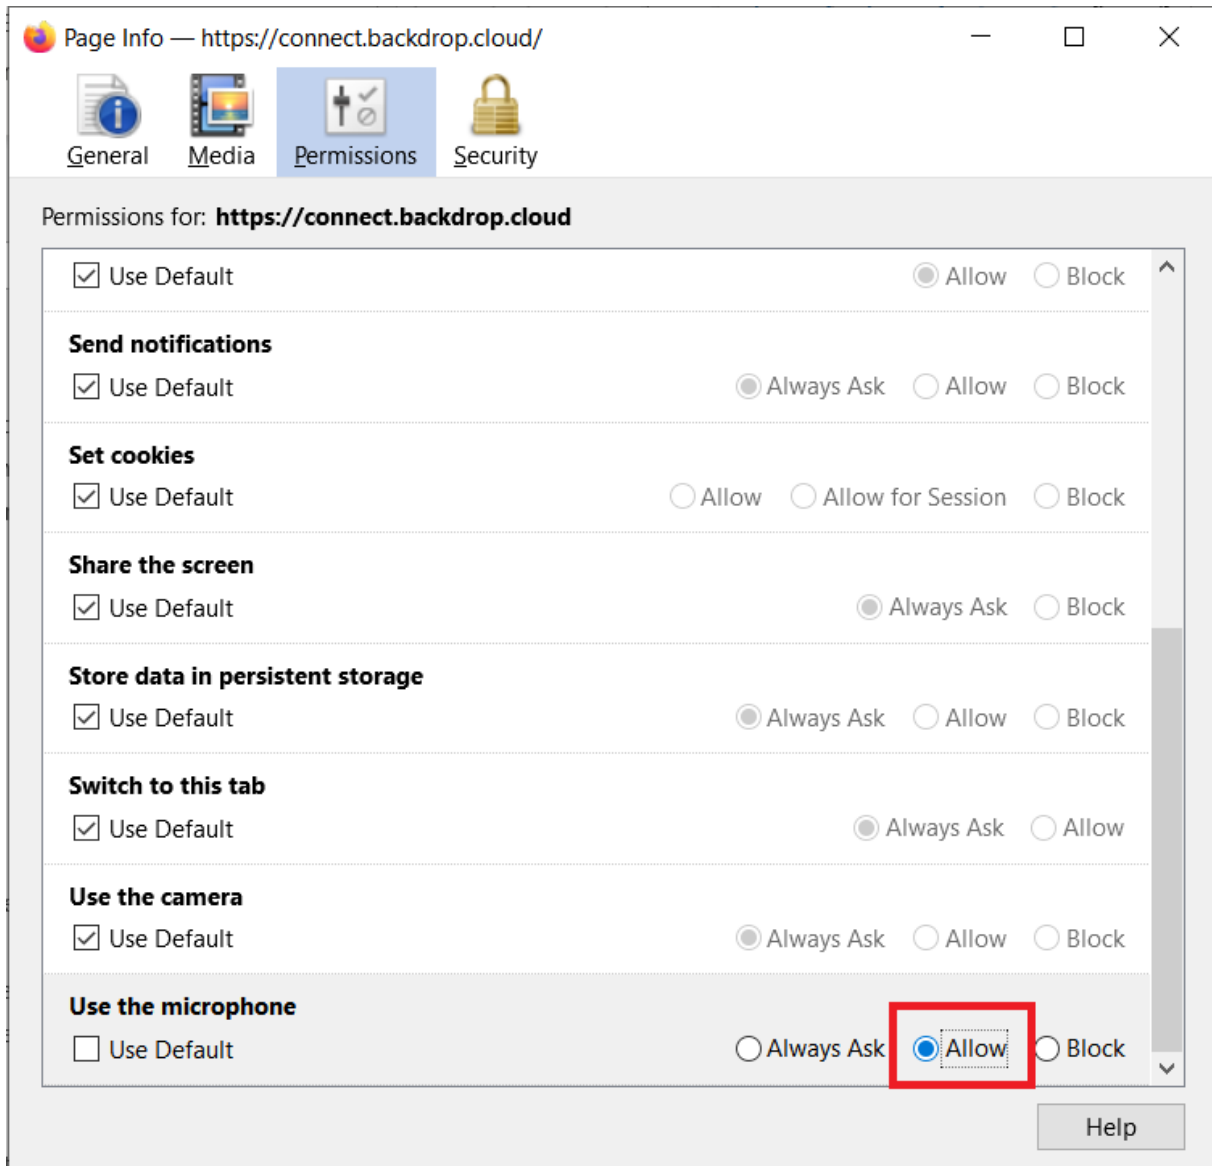 Page Info — https://connect.backdrop.cloud/
General Media Permissions Security
Permissions for: https://connect.backdrop.cloud
Use Default Allow Block
Send notifications
Use Default Always Ask Allow Block
Set cookies
Use Default Allow Allow for Session Block
Share the screen
Use Default Always Ask Block
Store data in persistent storage
Use Default Always Ask Allow Block
Switch to this tab
Use Default Always Ask Allow
Use the camera
Use Default Always Ask Allow Block
Use the microphone
Use Default Always Ask Allow Block
Help